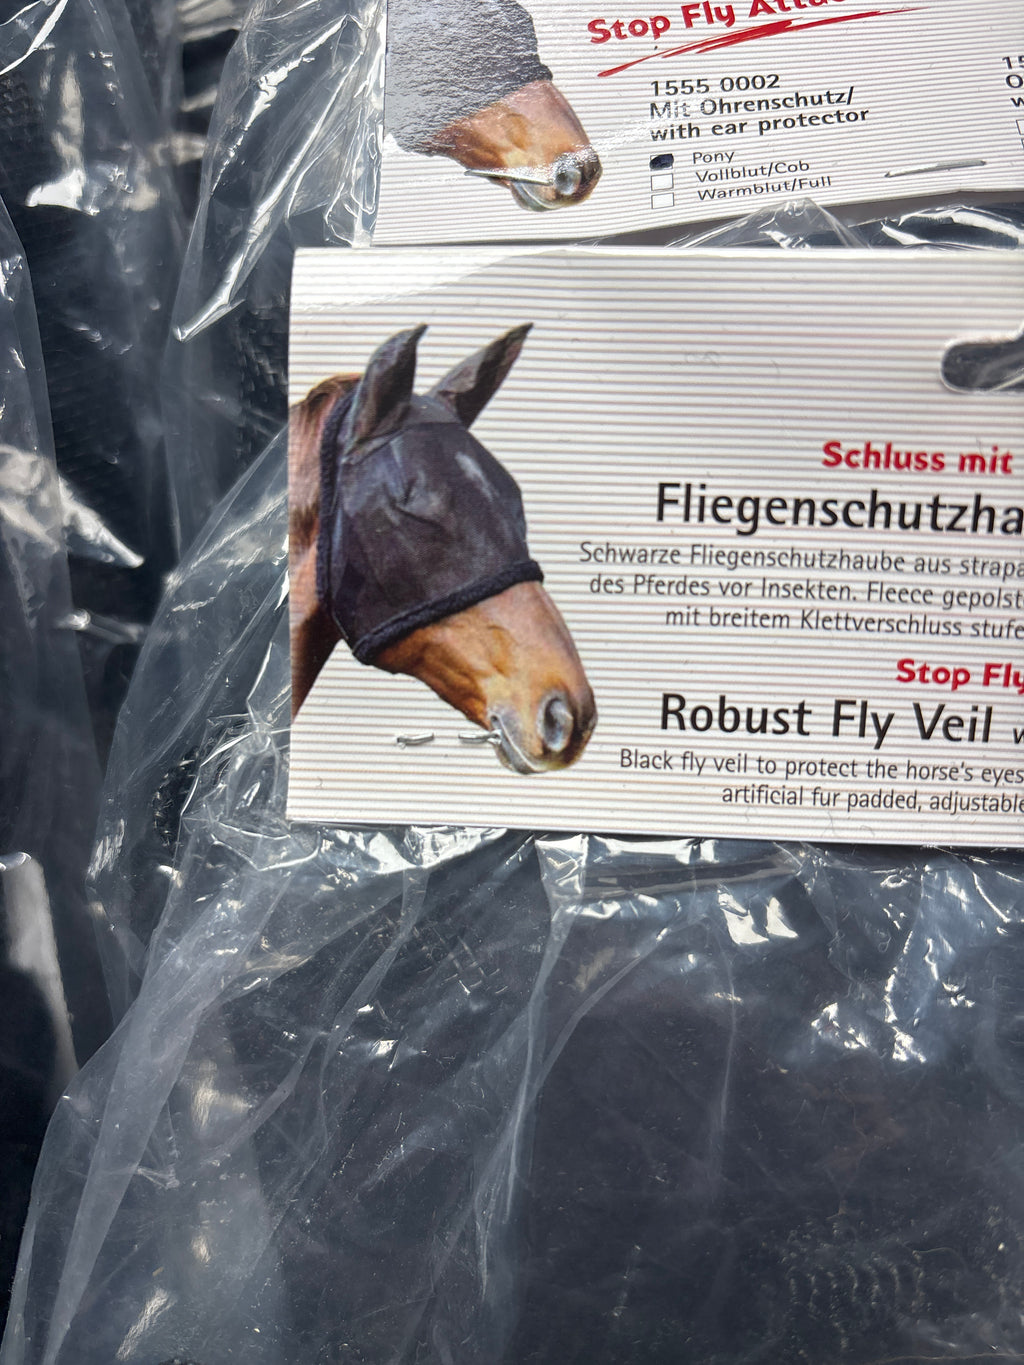 Stop Fly
1555 0002
Mit Ohrenschutz/
with ear protector
Pony
Vollblut/Cob
Warmblut/Full
Schluss mit
Fliegenschutzha
Schwarze Fliegenschutzhaube aus strapa
des Pferdes vor Insekten. Fleece gepolst
mit breitem Klettverschluss stufe
Stop Fly
Robust Fly Veil
Black fly veil to protect the horse's eyes
artificial fur padded, adjustable